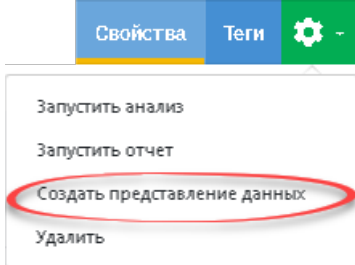 Свойства Теги
Запустить анализ
Запустить отчет
Создать представление данных
Удалить